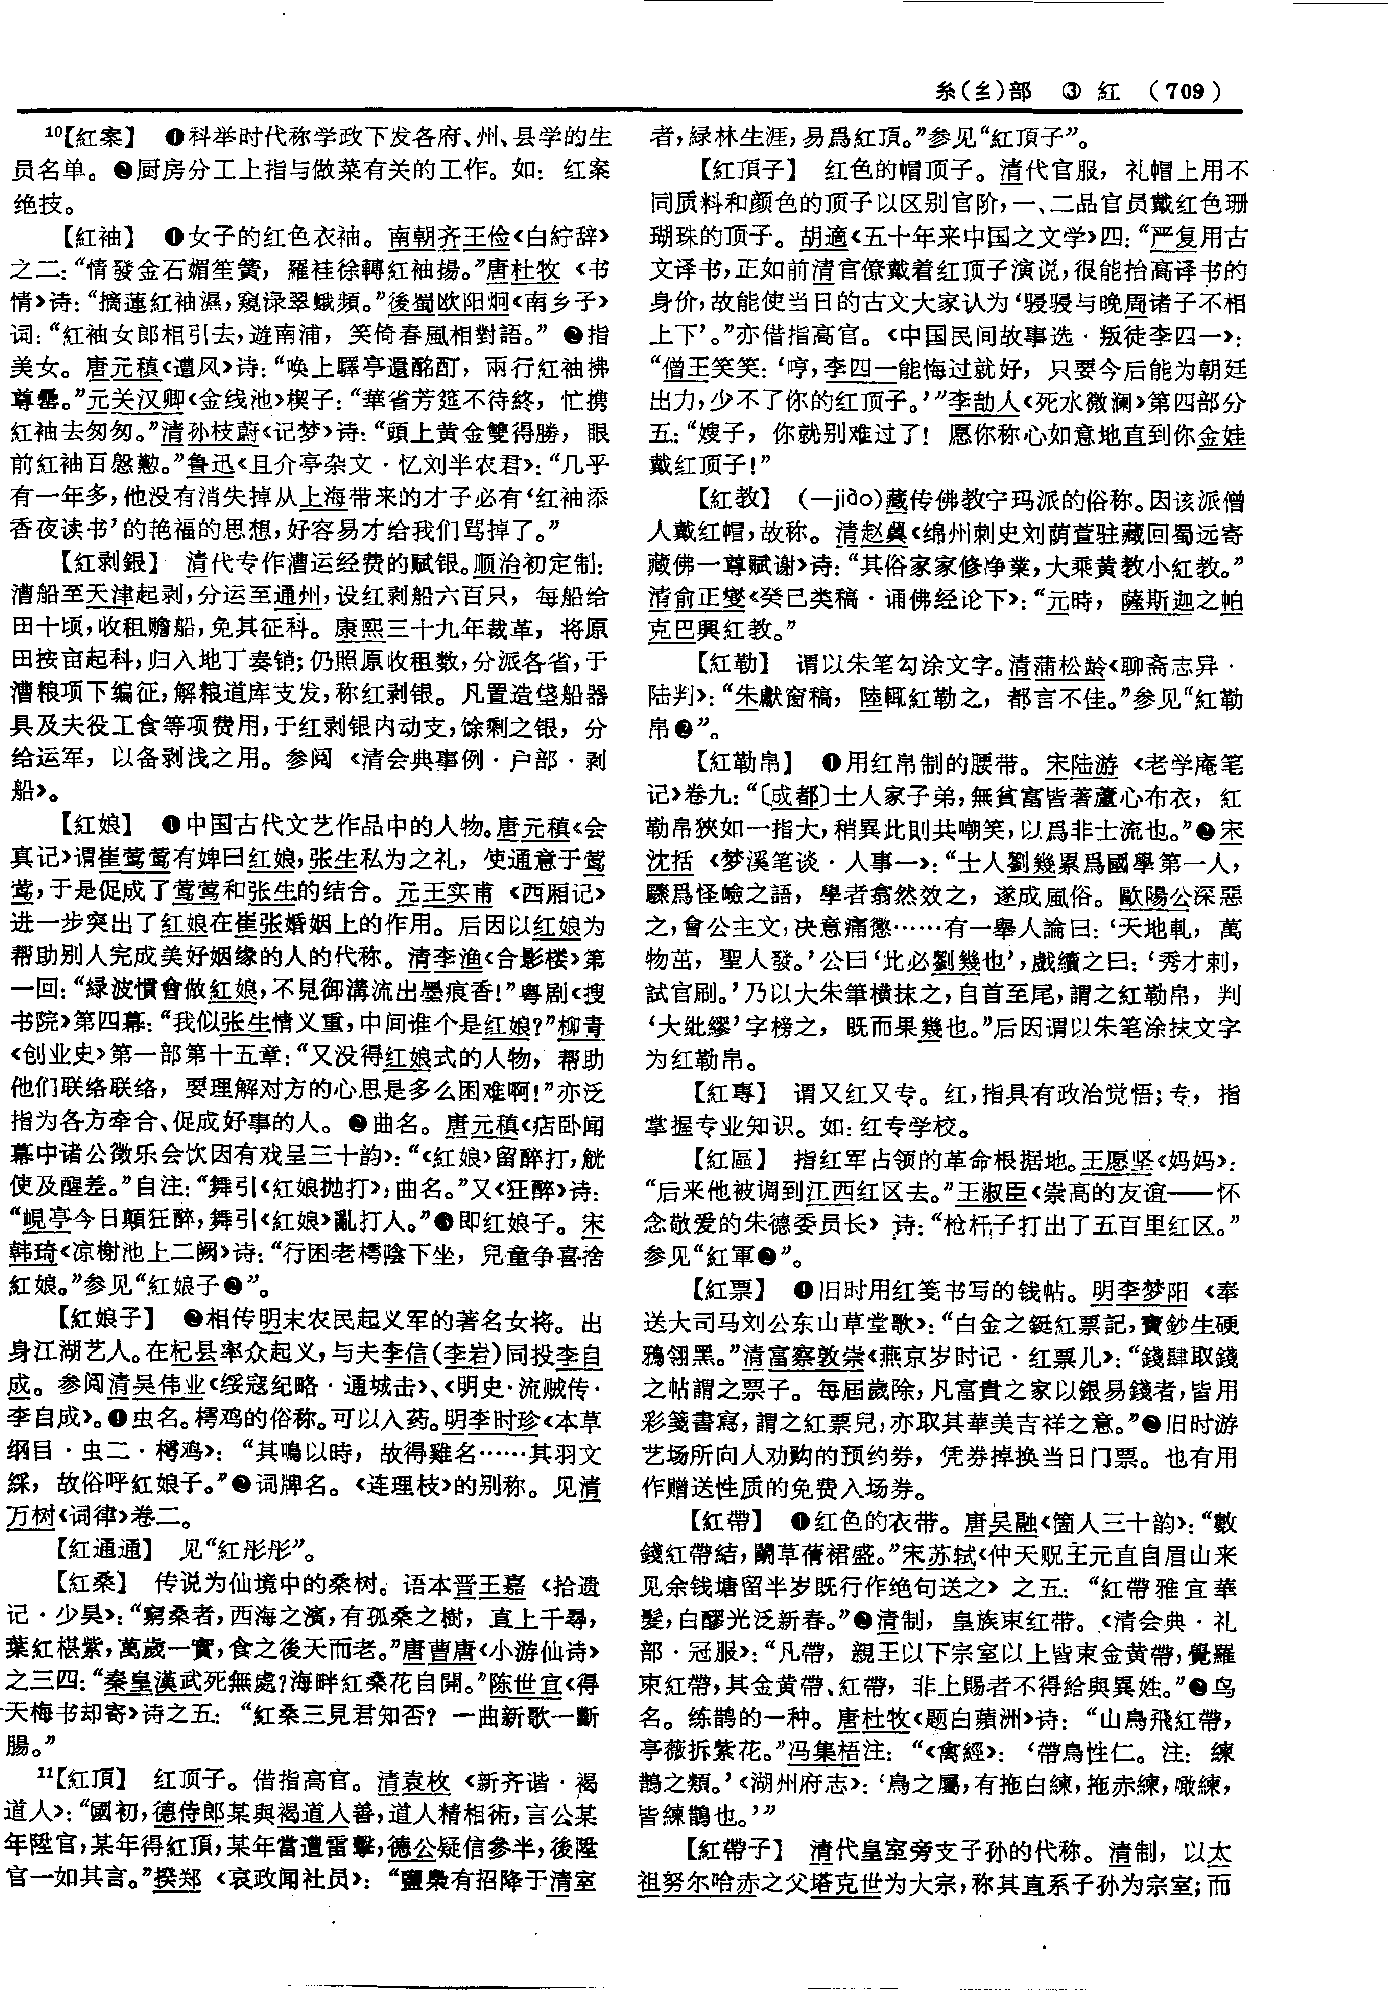 糸(纟)部 ③ 紅 (709)
10【紅案】 ❶科举时代称学政下发各府、州、县学的生
员名单。❷厨房分工上指与做菜有关的工作。如：红案
绝技。
【紅袖】 ❶女子的红色衣袖。南朝齐王俭《白紵辞》
之二：“情發金石媚笙簧，羅袿徐轉紅袖揚。”唐杜牧《书
情》诗：“摘蓮紅袖濕，窺渌翠蛾頻。”後蜀欧阳炯《南乡子》
词：“紅袖女郎相引去，遊南浦，笑倚春風相對語。” ❷指
美女。唐元稹《遭风》诗：“唤上驛亭還酩酊，兩行紅袖拂
尊罍。”元关汉卿《金线池》楔子：“華省芳筵不待終，忙携
紅袖去匆匆。”清孙枝蔚《记梦》诗：“頭上黄金雙得勝，眼
前紅袖百慇懃。”鲁迅《且介亭杂文·忆刘半农君》：“几乎
有一年多，他没有消失掉从上海带来的才子必有‘红袖添
香夜读书’的艳福的思想，好容易才给我们骂掉了。”
【紅剥銀】 清代专作漕运经费的赋银。顺治初定制：
漕船至天津起剥，分运至通州，设红剥船六百只，每船给
田十顷，收租赡船，免其征科。康熙三十九年裁革，将原
田按亩起科，归入地丁奏销；仍照原收租数，分派各省，于
漕粮项下编征，解粮道库支发，称红剥银。凡置造垡船器
具及夫役工食等项费用，于红剥银内动支，馀剩之银，分
给运军，以备剥浅之用。参阅《清会典事例·户部·剥
船》。
【紅娘】 ❶中国古代文艺作品中的人物。唐元稹《会
真记》谓崔莺莺有婢曰红娘，张生私为之礼，使通意于莺
莺，于是促成了莺莺和张生的结合。元王实甫《西厢记》
进一步突出了紅娘在崔张婚姻上的作用。后因以红娘为
帮助别人完成美好姻缘的人的代称。清李渔《合影楼》第
一回：“緑波慣會做紅娘，不見御溝流出墨痕香！”粤剧《搜
书院》第四幕：“我似张生情义重，中间谁个是红娘？”柳青
《创业史》第一部第十五章：“又没得红娘式的人物，帮助
他们联络联络，要理解对方的心思是多么困难啊！”亦泛
指为各方牵合、促成好事的人。❷曲名。唐元稹《店卧闻
幕中诸公徵乐会饮因有戏呈三十韵》：“《紅娘》留醉打，觥
使及醒差。”自注：“舞引《紅娘抛打》，曲名。”又《狂醉》诗：
“峴亭今日顛狂醉，舞引《紅娘》亂打人。”❸即红娘子。宋
韩琦《凉榭池上二阕》诗：“行困老樗陰下坐，兒童争喜捨
紅娘。”参见“紅娘子❶”。
【紅娘子】 ❷相传明末农民起义军的著名女将。出
身江湖艺人。在杞县率众起义，与夫李信（李岩）同投李自
成。参阅清吴伟业《绥寇纪略·通城击》、《明史·流贼传·
李自成》。❶虫名。樗鸡的俗称。可以入药。明李时珍《本草
纲目·虫二·樗鸡》：“其鳴以時，故得雞名……其羽文
綵，故俗呼紅娘子。”❷词牌名。《连理枝》的别称。见清
万树《词律》卷二。
【紅通通】 见“紅彤彤”。
【紅桑】 传说为仙境中的桑树。语本晋王嘉《拾遗
记·少昊》：“窮桑者，西海之濱，有孤桑之樹，直上千尋，
葉紅椹紫，萬歲一實，食之後天而老。”唐曹唐《小游仙诗》
之三四：“秦皇漢武死無處？海畔紅桑花自開。”陈世宜《得
天梅书却寄》诗之五：“紅桑三見君知否？一曲新歌一斷
腸。”
11【紅頂】 红顶子。借指高官。清袁枚《新齐谐·褐
道人》：“國初，德侍郎某與褐道人善，道人精相術，言公某
年陞官，某年得紅頂，某年當遭雷擊，德公疑信參半，後陞
官一如其言。”揆郑《哀政闻社员》：“鹽梟有招降于清室
者，緑林生涯，易爲紅頂。”参见“紅頂子”。
【紅頂子】 红色的帽顶子。清代官服，礼帽上用不
同质料和颜色的顶子以区别官阶，一、二品官员戴红色珊
瑚珠的顶子。胡適《五十年来中国之文学》四：“严复用古
文译书，正如前清官僚戴着红顶子演说，很能抬高译书的
身价，故能使当日的古文大家认为‘骎骎与晚周诸子不相
上下’。”亦借指高官。《中国民间故事选·叛徒李四一》：
“僧王笑笑：‘哼，李四一能悔过就好，只要今后能为朝廷
出力，少不了你的红顶子。’”李劼人《死水微澜》第四部分
五：“嫂子，你就别难过了！愿你称心如意地直到你金娃
戴红顶子！”
【紅教】 （—jiào）藏传佛教宁玛派的俗称。因该派僧
人戴红帽，故称。清赵翼《绵州刺史刘荫萱驻藏回蜀远寄
藏佛一尊赋谢》诗：“其俗家家修净業，大乘黄教小紅教。”
清俞正燮《癸巳类稿·诵佛经论下》：“元時，薩斯迦之帕
克巴興紅教。”
【紅勒】 谓以朱笔勾涂文字。清蒲松龄《聊斋志异·
陆判》：“朱獻窗稿，陸輒紅勒之，都言不佳。”参见“紅勒
帛❷”。
【紅勒帛】 ❶用红帛制的腰带。宋陆游《老学庵笔
记》卷九：“〔成都〕士人家子弟，無貧富皆著蘆心布衣，紅
勒帛狹如一指大，稍異此則共嘲笑，以爲非士流也。”❷宋
沈括《梦溪笔谈·人事一》：“士人劉幾累爲國學第一人，
驟爲怪嶮之語，學者翕然效之，遂成風俗。歐陽公深惡
之，會公主文，决意痛懲……有一舉人論曰：‘天地軋，萬
物茁，聖人發。’公曰‘此必劉幾也’，戲續之曰：‘秀才剌，
試官刷。’乃以大朱筆横抹之，自首至尾，謂之紅勒帛，判
‘大紕繆’字榜之，既而果幾也。”后因谓以朱笔涂抹文字
为红勒帛。
【紅專】 谓又红又专。红，指具有政治觉悟；专，指
掌握专业知识。如：红专学校。
【紅區】 指红军占领的革命根据地。王愿坚《妈妈》：
“后来他被调到江西红区去。”王淑臣《崇高的友谊——怀
念敬爱的朱德委员长》诗：“枪杆子打出了五百里红区。”
参见“紅軍❷”。
【紅票】 ❶旧时用红笺书写的钱帖。明李梦阳《奉
送大司马刘公东山草堂歌》：“白金之鋌紅票記，寶鈔生硬
鴉翎黑。”清富察敦崇《燕京岁时记·红票儿》：“錢肆取錢
之帖謂之票子。每届歲除，凡富貴之家以銀易錢者，皆用
彩箋書寫，謂之紅票兒，亦取其華美吉祥之意。”❷旧时游
艺场所向人劝购的预约券，凭券掉换当日门票。也有用
作赠送性质的免费入场券。
【紅帶】 ❶红色的衣带。唐吴融《箇人三十韵》：“數
錢紅帶結，鬭草蒨裙盛。”宋苏轼《仲天贶王元直自眉山来
见余钱塘留半岁既行作绝句送之》之五：“紅帶雅宜華
髮，白醪光泛新春。”❷清制，皇族束红带。《清会典·礼
部·冠服》：“凡帶，親王以下宗室以上皆束金黄帶，覺羅
束紅帶，其金黄帶、紅帶，非上賜者不得給與異姓。”❸鸟
名。练鹊的一种。唐杜牧《题白蘋洲》诗：“山鳥飛紅帶，
亭薇拆紫花。”冯集梧注：“《禽經》：‘帶鳥性仁。注：練
鵲之類。’《湖州府志》：‘鳥之屬，有拖白練，拖赤練，噉練，
皆練鵲也。’”
【紅帶子】 清代皇室旁支子孙的代称。清制，以太
祖努尔哈赤之父塔克世为大宗，称其直系子孙为宗室；而